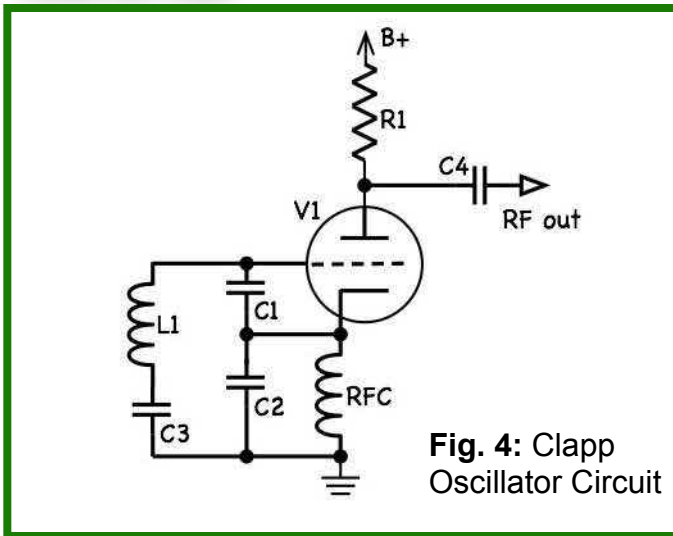 B+
R1
C4
V1
RF out
C1
L1
C2
RFC
C3
Fig. 4: Clapp
Oscillator Circuit